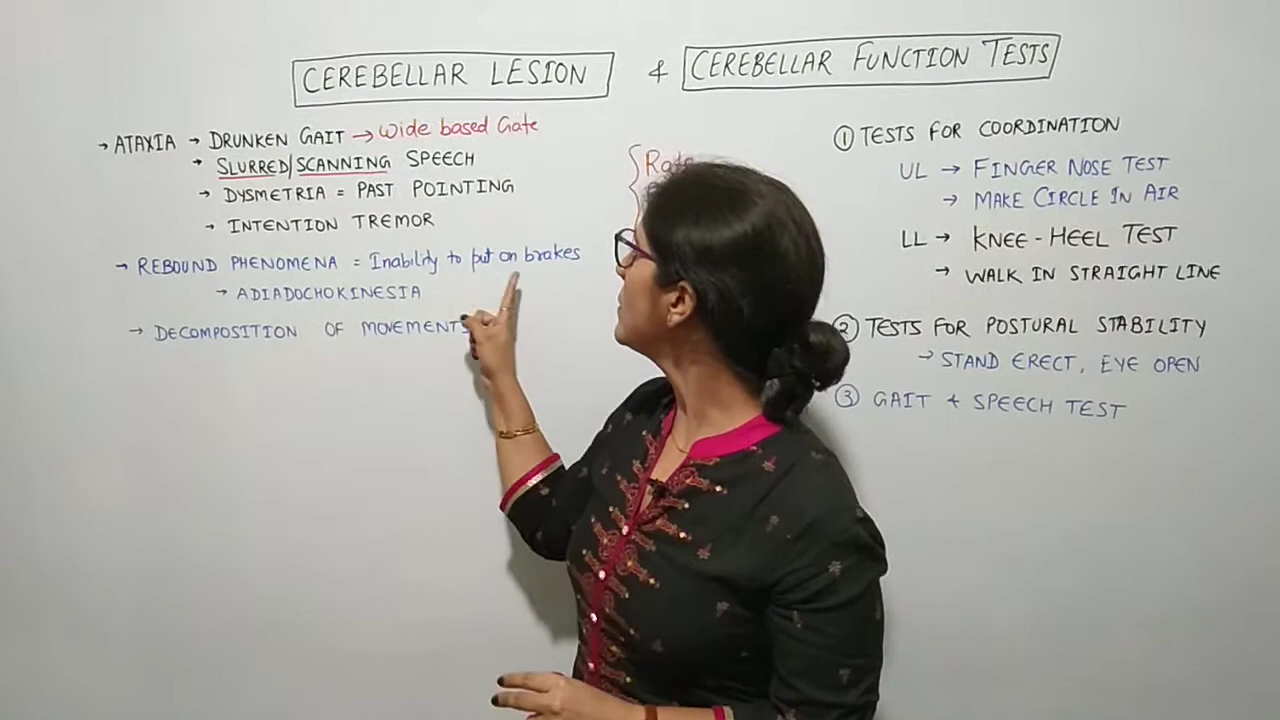 CEREBELLAR LESION & CEREBELLAR FUNCTION TESTS
→ ATAXIA → DRUNKEN GAIT → Wide based Gate
→ SLURRED/SCANNING SPEECH
→ DYSMETRIA = PAST POINTING
→ INTENTION TREMOR
→ REBOUND PHENOMENA = Inability to put on brakes
→ ADIADOCHOKINESIA
→ DECOMPOSITION OF MOVEMENTS
① TESTS FOR COORDINATION
UL → FINGER NOSE TEST
→ MAKE CIRCLE IN AIR
LL → KNEE - HEEL TEST
→ WALK IN STRAIGHT LINE
② TESTS FOR POSTURAL STABILITY
→ STAND ERECT, EYE OPEN
③ GAIT + SPEECH TEST